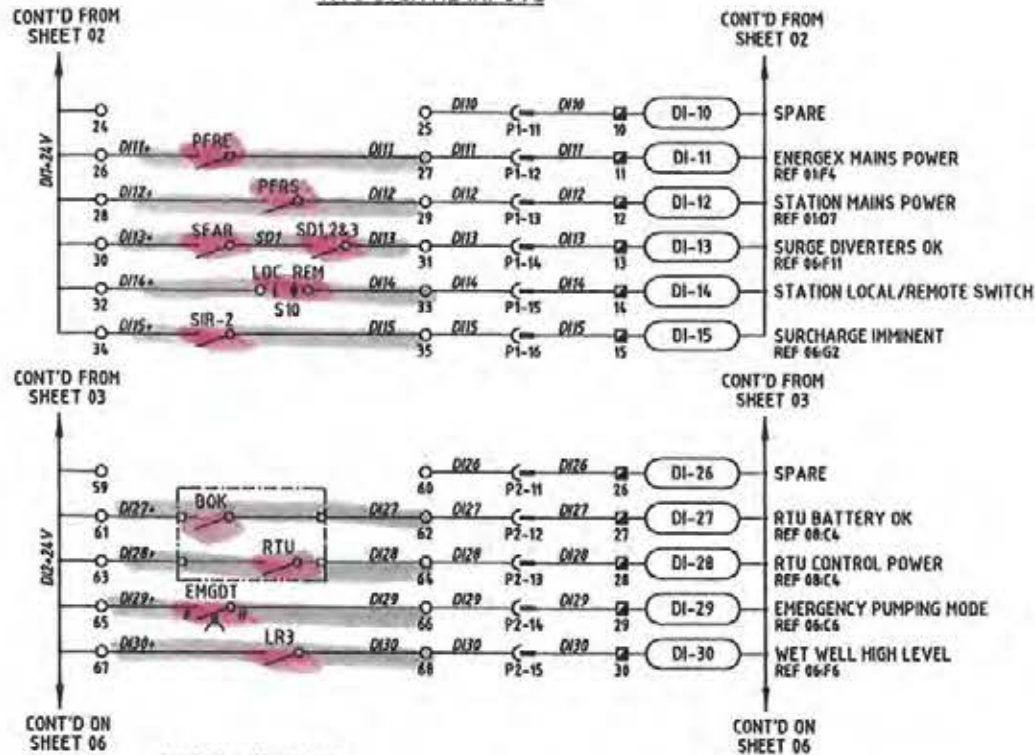 CONT'D FROM
SHEET 02
CONT'D FROM
SHEET 02
DI1+24V
24
25
DI10
P1-11
DI10
10
DI-10
SPARE
DI11+
26
PFRE
DI11
27
DI11
P1-12
DI11
11
DI-11
ENERGEX MAINS POWER
REF 01:F4
DI12+
28
PFRS
DI12
29
DI12
P1-13
DI12
12
DI-12
STATION MAINS POWER
REF 01:D7
DI13+
30
SFAR
SD1
SD1,2&3
DI13
31
DI13
P1-14
DI13
13
DI-13
SURGE DIVERTERS OK
REF 06:F11
DI14+
32
LOC REM
S10
DI14
33
DI14
P1-15
DI14
14
DI-14
STATION LOCAL/REMOTE SWITCH
DI15+
34
SIR-2
DI15
35
DI15
P1-16
DI15
15
DI-15
SURCHARGE IMMINENT
REF 06:G2
CONT'D FROM
SHEET 03
CONT'D FROM
SHEET 03
DI2+24V
59
60
DI26
P2-11
DI26
26
DI-26
SPARE
DI27+
61
BOK
DI27
62
DI27
P2-12
DI27
27
DI-27
RTU BATTERY OK
REF 08:C4
DI28+
63
RTU
DI28
64
DI28
P2-13
DI28
28
DI-28
RTU CONTROL POWER
REF 08:C4
DI29+
65
EMGDT
DI29
66
DI29
P2-14
DI29
29
DI-29
EMERGENCY PUMPING MODE
REF 06:C6
DI30+
67
LR3
DI30
68
DI30
P2-15
DI30
30
DI-30
WET WELL HIGH LEVEL
REF 06:F6
CONT'D ON
SHEET 06
CONT'D ON
SHEET 06